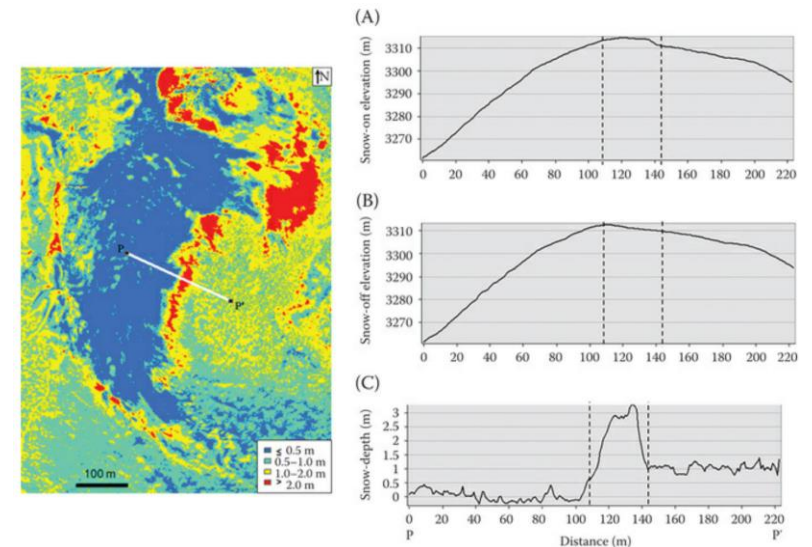 N
P
P'
≤ 0.5 m
0.5–1.0 m
1.0–2.0 m
> 2.0 m
100 m
(A)
Snow-on elevation (m)
3310
3300
3290
3280
3270
0 20 40 60 80 100 120 140 160 180 200 220
(B)
Snow-off elevation (m)
3310
3300
3290
3280
3270
0 20 40 60 80 100 120 140 160 180 200 220
(C)
Snow-depth (m)
3
2.5
2
1.5
1
0.5
0
0 20 40 60 80 100 120 140 160 180 200 220
P Distance (m) P'